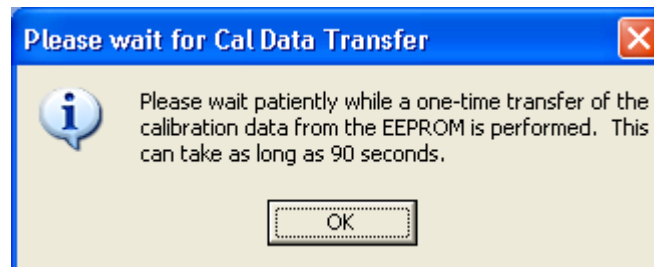 Please wait for Cal Data Transfer
Please wait patiently while a one-time transfer of the
calibration data from the EEPROM is performed.  This
can take as long as 90 seconds.
OK